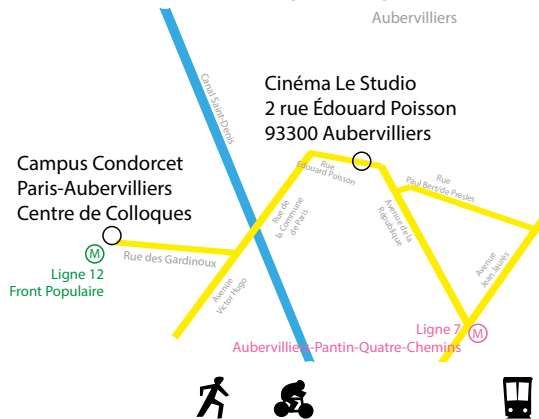 Aubervilliers
Canal Saint-Denis
Cinéma Le Studio
2 rue Édouard Poisson
93300 Aubervilliers
Rue
Edouard Poisson
Rue
Paul Bert/de Presles
Campus Condorcet
Paris-Aubervilliers
Centre de Colloques
Rue de
la Commune
de Paris
Avenue de la
République
M
Ligne 12
Front Populaire
Rue des Gardinoux
Avenue
Victor Hugo
Avenue
Jean Jaurès
Ligne 7
M
Aubervilliers-Pantin-Quatre-Chemins